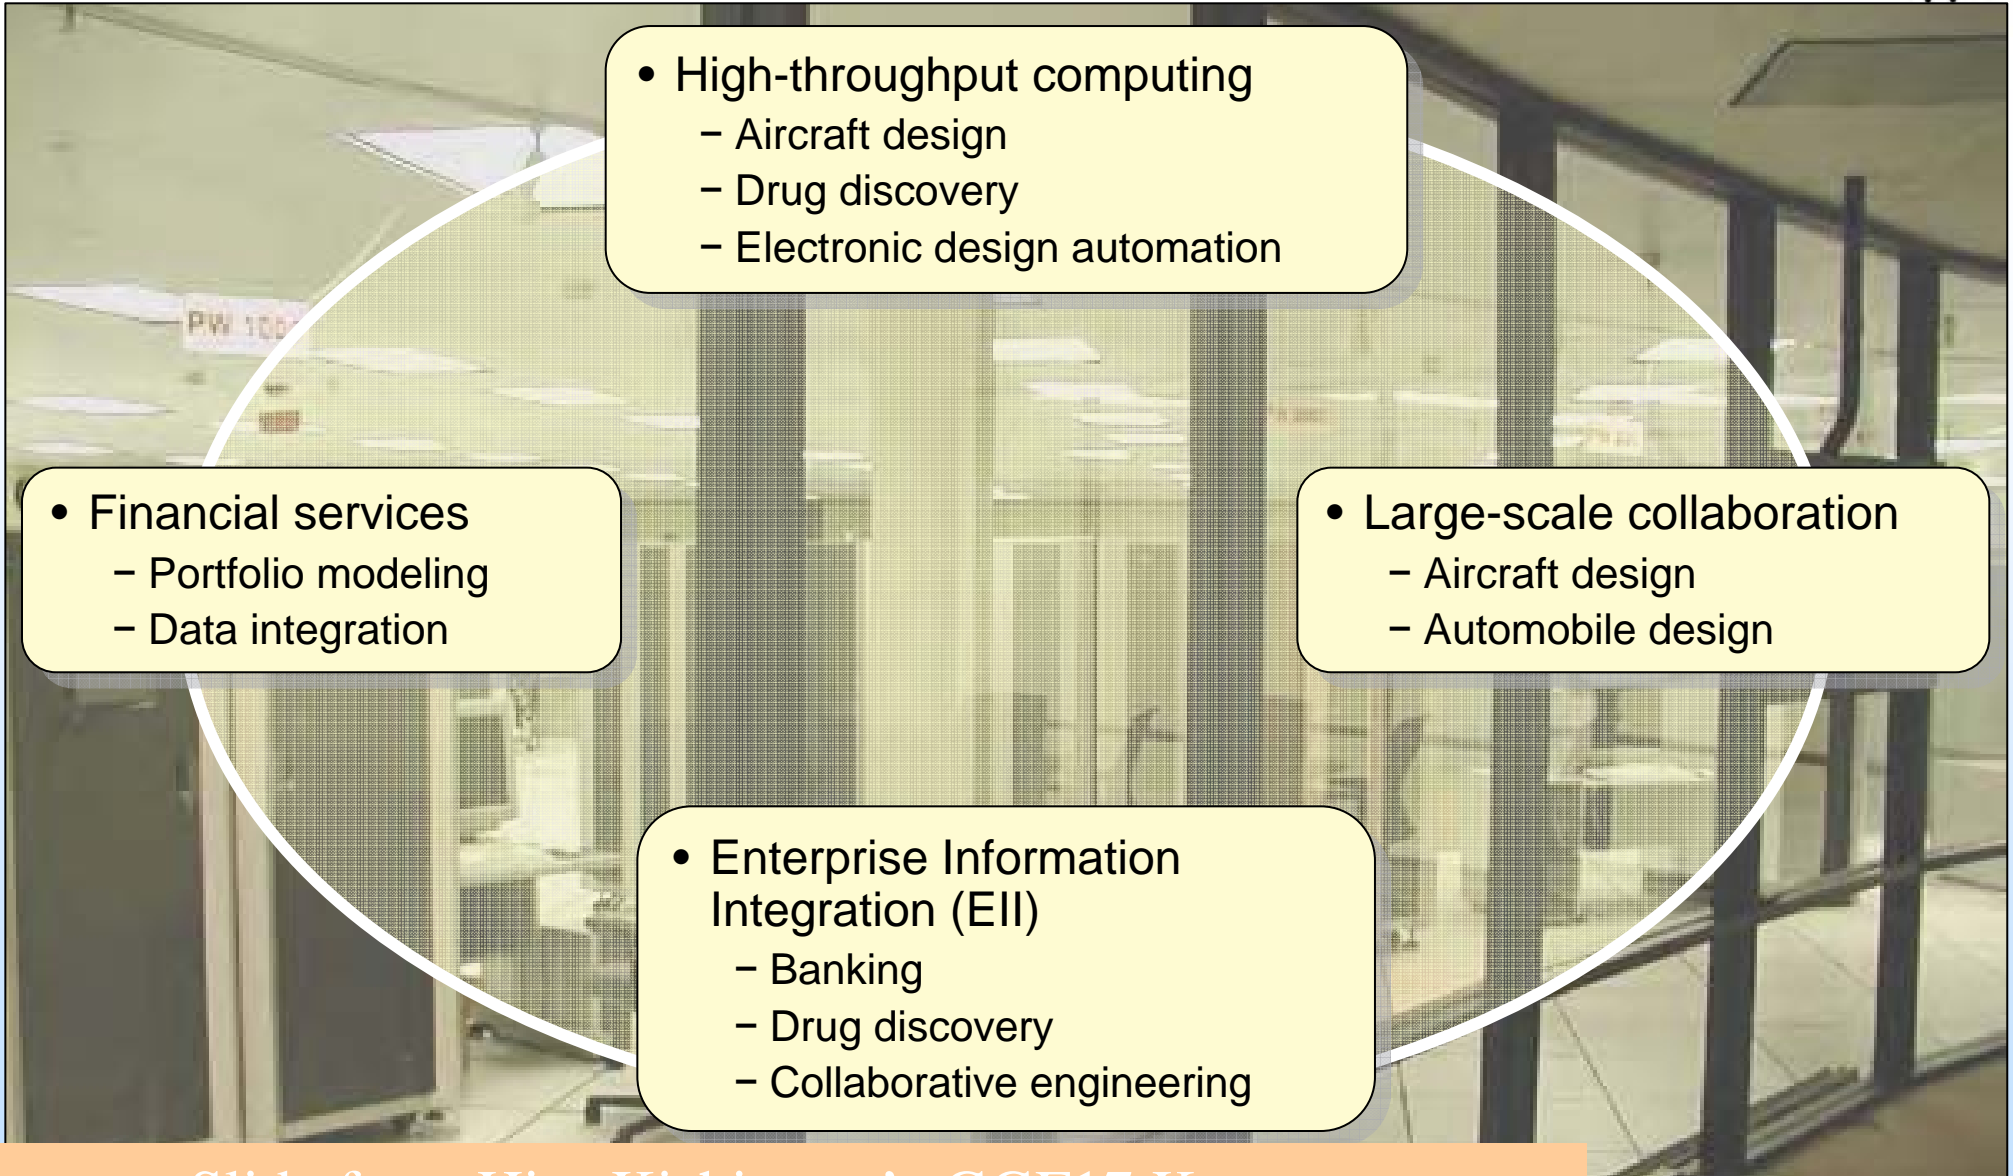 • High-throughput computing
− Aircraft design
− Drug discovery
− Electronic design automation
• Financial services
− Portfolio modeling
− Data integration
• Large-scale collaboration
− Aircraft design
− Automobile design
• Enterprise Information
Integration (EII)
− Banking
− Drug discovery
− Collaborative engineering
PW